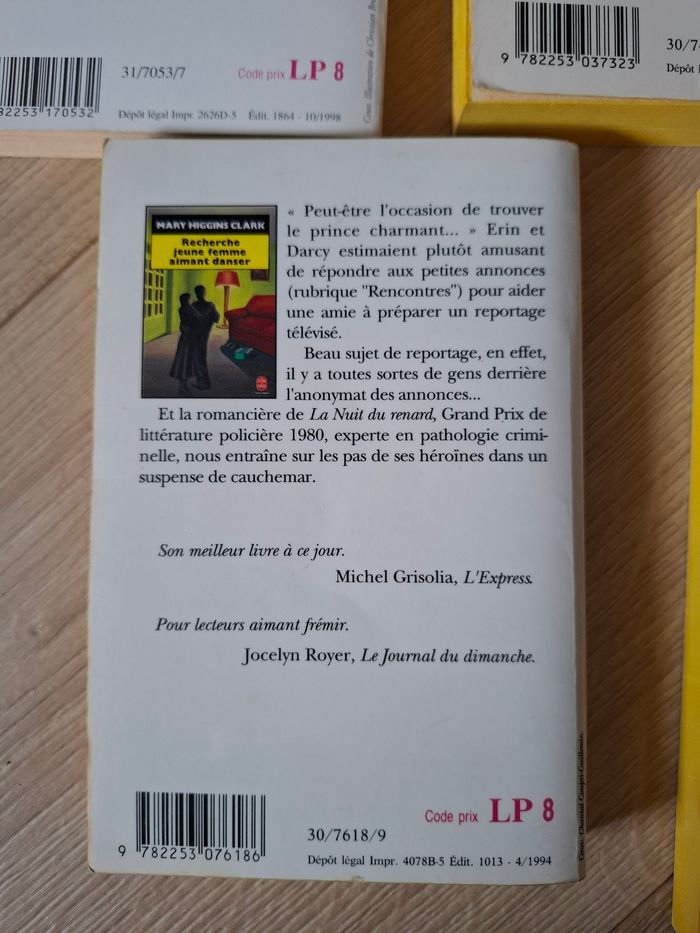 31/7053/7
Code prix LP 8
82253 170532
Dépôt légal Impr. 2626D-5 Édit. 1864 - 10/1998
30/7
9 782253 037323
Dépôt
MARY HIGGINS CLARK
Recherche
jeune femme
aimant danser
« Peut-être l'occasion de trouver
le prince charmant... » Erin et
Darcy estimaient plutôt amusant
de répondre aux petites annonces
(rubrique "Rencontres") pour aider
une amie à préparer un reportage
télévisé.
Beau sujet de reportage, en effet,
il y a toutes sortes de gens derrière
l'anonymat des annonces...
Et la romancière de La Nuit du renard, Grand Prix de
littérature policière 1980, experte en pathologie crimi-
nelle, nous entraîne sur les pas de ses héroïnes dans un
suspense de cauchemar.
Son meilleur livre à ce jour.
Michel Grisolia, L'Express.
Pour lecteurs aimant frémir.
Jocelyn Royer, Le Journal du dimanche.
Code prix LP 8
30/7618/9
9 782253 076186
Dépôt légal Impr. 4078B-5 Édit. 1013 - 4/1994